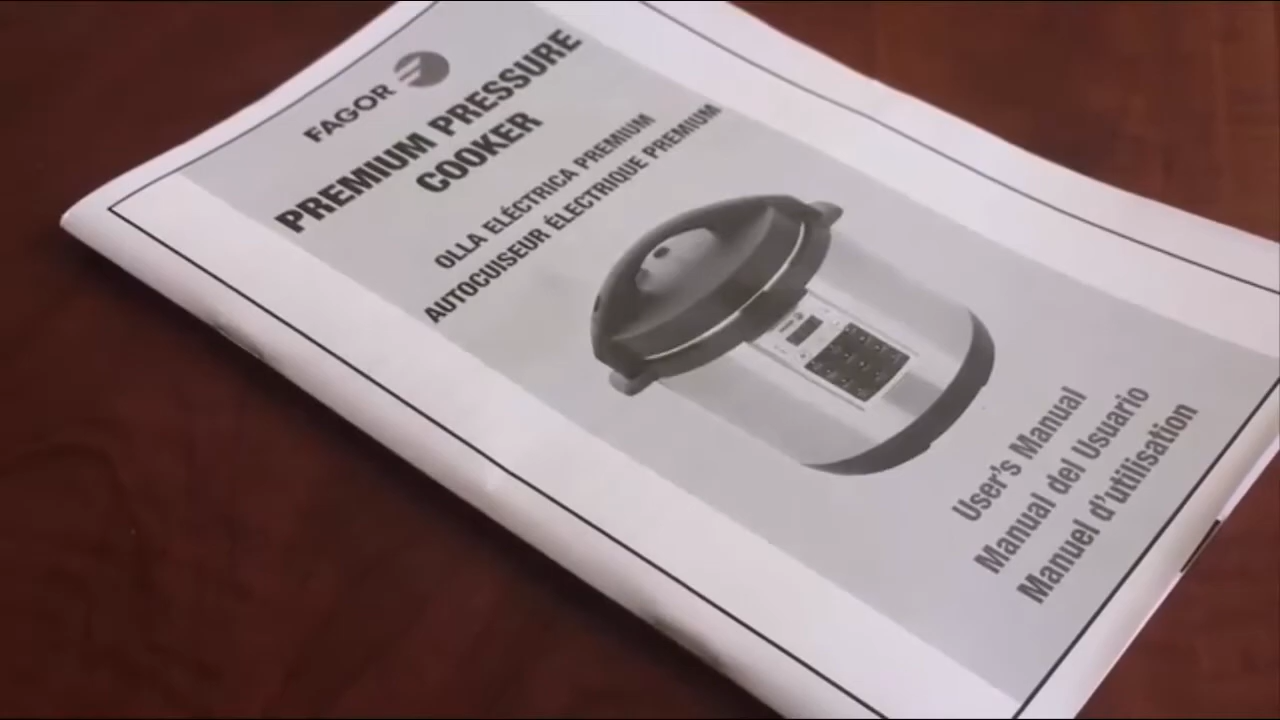 FAGOR
PREMIUM PRESSURE
COOKER
OLLA ELÉCTRICA PREMIUM
AUTOCUISEUR ÉLECTRIQUE PREMIUM
User's Manual
Manual del Usuario
Manuel d'utilisation